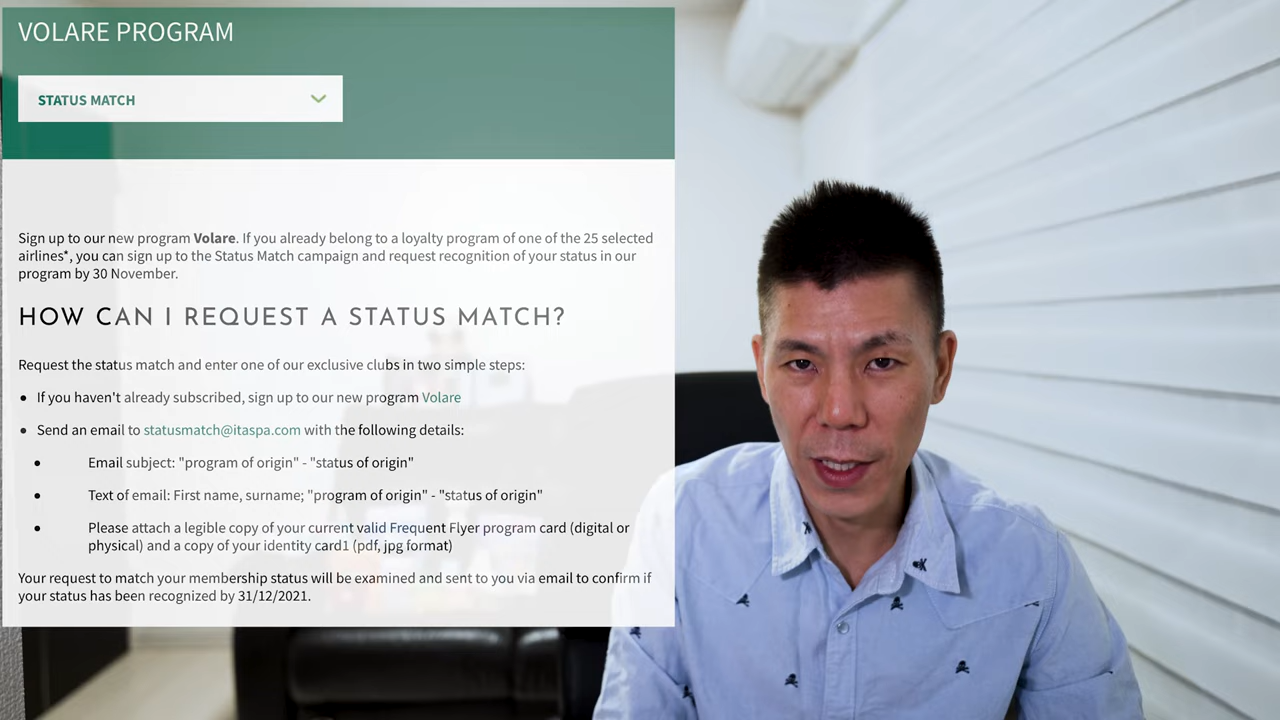 VOLARE PROGRAM
STATUS MATCH
Sign up to our new program Volare. If you already belong to a loyalty program of one of the 25 selected
airlines*, you can sign up to the Status Match campaign and request recognition of your status in our
program by 30 November.
HOW CAN I REQUEST A STATUS MATCH?
Request the status match and enter one of our exclusive clubs in two simple steps:
• If you haven't already subscribed, sign up to our new program Volare
• Send an email to statusmatch@itaspa.com with the following details:
• Email subject: "program of origin" - "status of origin"
• Text of email: First name, surname; "program of origin" - "status of origin"
• Please attach a legible copy of your current valid Frequent Flyer program card (digital or
physical) and a copy of your identity card1 (pdf, jpg format)
Your request to match your membership status will be examined and sent to you via email to confirm if
your status has been recognized by 31/12/2021.